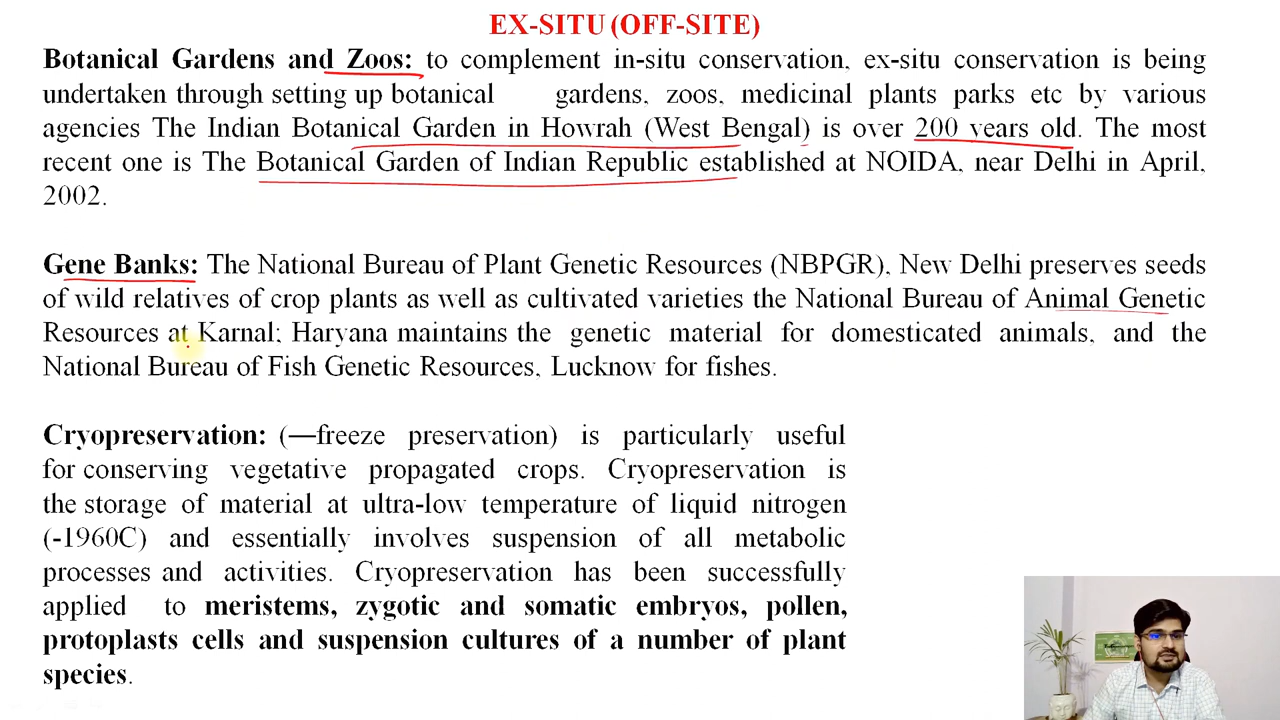 EX-SITU (OFF-SITE)
Botanical Gardens and Zoos: to complement in-situ conservation, ex-situ conservation is being
undertaken through setting up botanical gardens, zoos, medicinal plants parks etc by various
agencies The Indian Botanical Garden in Howrah (West Bengal) is over 200 years old. The most
recent one is The Botanical Garden of Indian Republic established at NOIDA, near Delhi in April,
2002.
Gene Banks: The National Bureau of Plant Genetic Resources (NBPGR), New Delhi preserves seeds
of wild relatives of crop plants as well as cultivated varieties the National Bureau of Animal Genetic
Resources at Karnal; Haryana maintains the genetic material for domesticated animals, and the
National Bureau of Fish Genetic Resources, Lucknow for fishes.
Cryopreservation: (—freeze preservation) is particularly useful
for conserving vegetative propagated crops. Cryopreservation is
the storage of material at ultra-low temperature of liquid nitrogen
(-1960C) and essentially involves suspension of all metabolic
processes and activities. Cryopreservation has been successfully
applied to meristems, zygotic and somatic embryos, pollen,
protoplasts cells and suspension cultures of a number of plant
species.